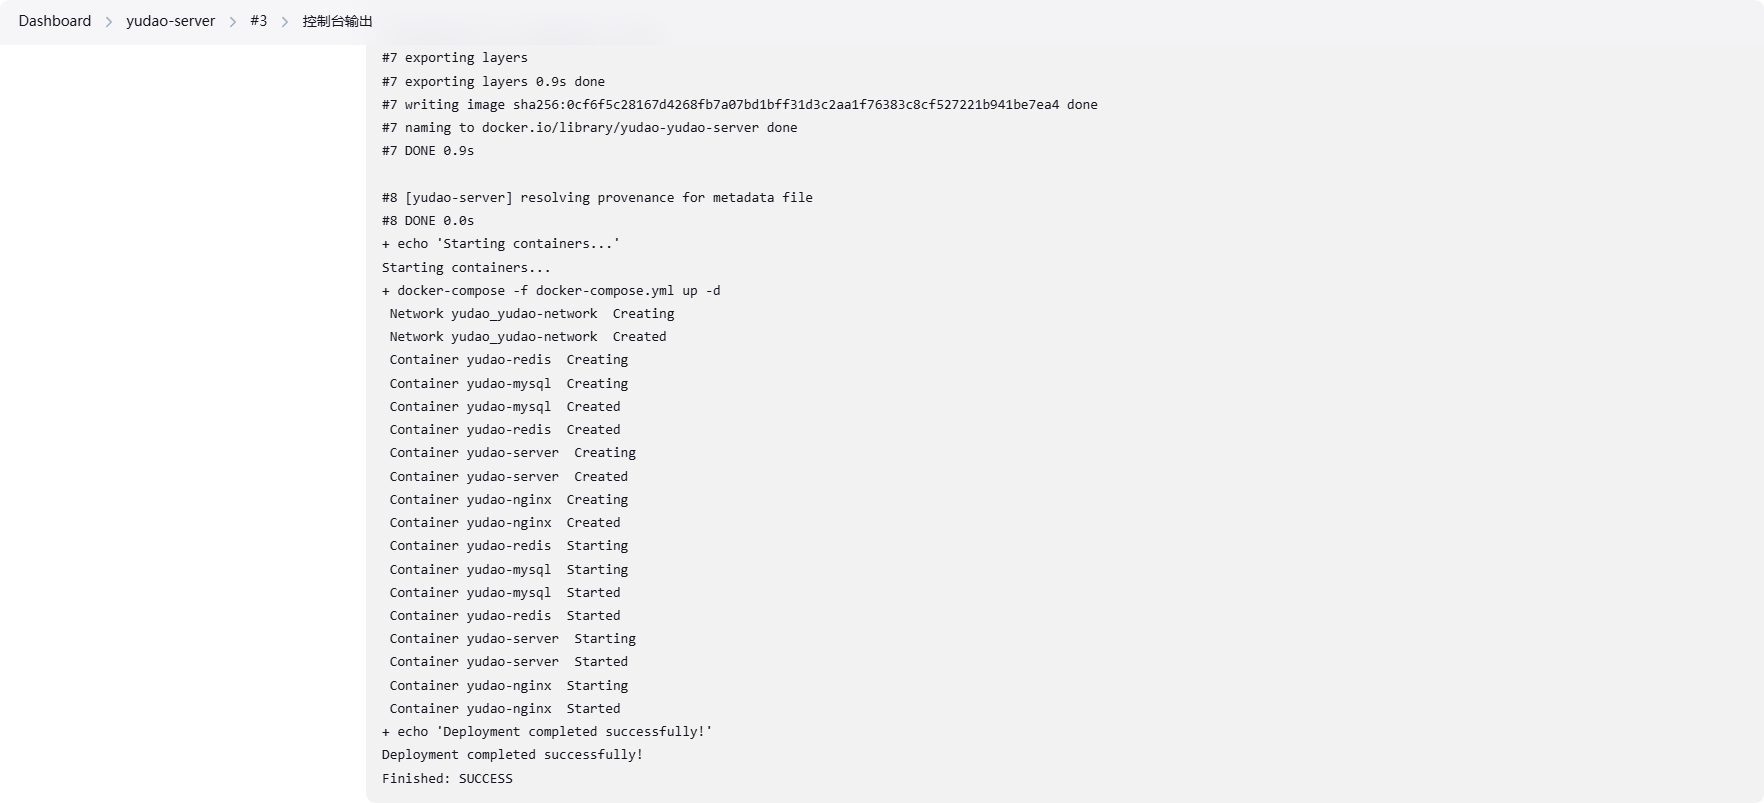 Dashboard > yudao-server > #3 > 控制台输出
#7 exporting layers
#7 exporting layers 0.9s done
#7 writing image sha256:0cf6f5c28167d4268fb7a07bd1bff31d3c2aa1f76383c8cf527221b941be7ea4 done
#7 naming to docker.io/library/yudao-yudao-server done
#7 DONE 0.9s
#8 [yudao-server] resolving provenance for metadata file
#8 DONE 0.0s
+ echo 'Starting containers...'
Starting containers...
+ docker-compose -f docker-compose.yml up -d
Network yudao_yudao-network  Creating
Network yudao_yudao-network  Created
Container yudao-redis  Creating
Container yudao-mysql  Creating
Container yudao-mysql  Created
Container yudao-redis  Created
Container yudao-server  Creating
Container yudao-server  Created
Container yudao-nginx  Creating
Container yudao-nginx  Created
Container yudao-redis  Starting
Container yudao-mysql  Starting
Container yudao-mysql  Started
Container yudao-redis  Started
Container yudao-server  Starting
Container yudao-server  Started
Container yudao-nginx  Starting
Container yudao-nginx  Started
+ echo 'Deployment completed successfully!'
Deployment completed successfully!
Finished: SUCCESS